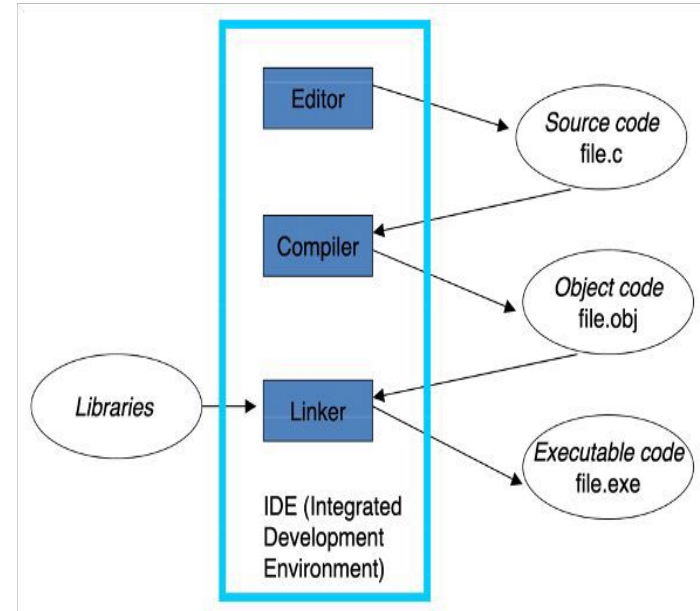 Editor
Source code
file.c
Compiler
Object code
file.obj
Libraries
Linker
Executable code
file.exe
IDE (Integrated
Development
Environment)